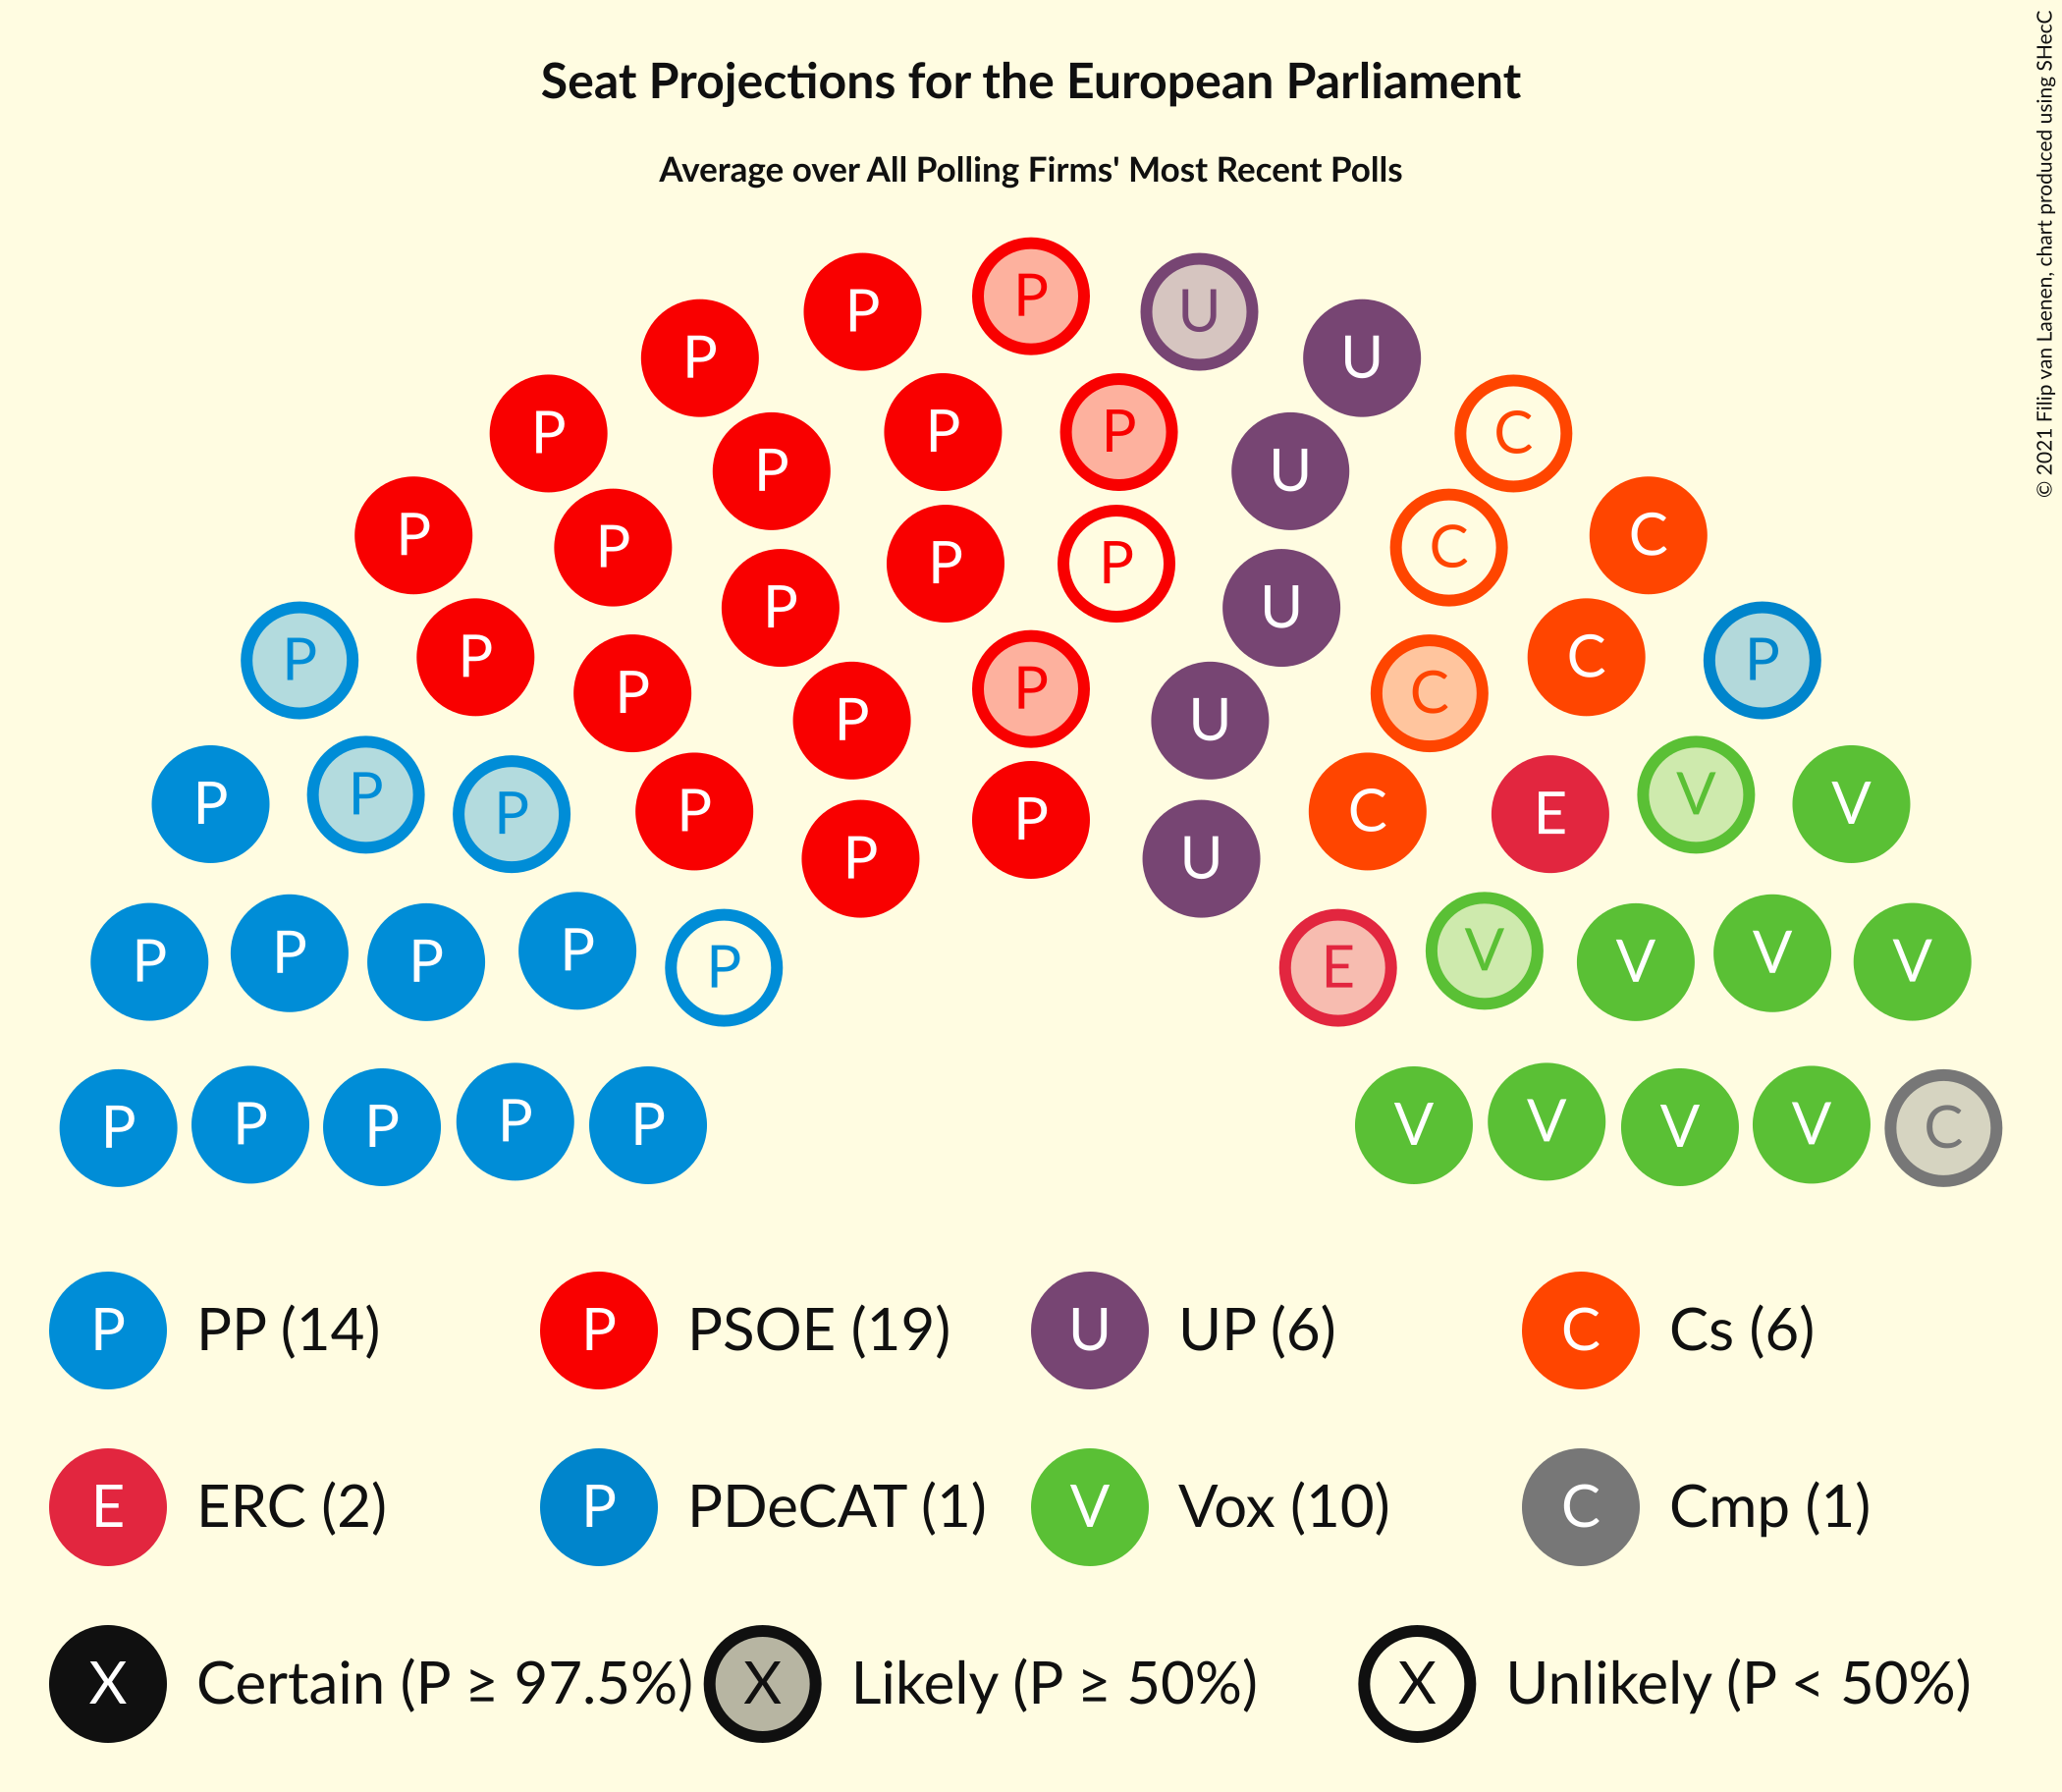 Seat Projections for the European Parliament
Average over All Polling Firms' Most Recent Polls
© 2021 Filip van Laenen, chart produced using SHecC
P U
P U
P P U
P P C
P P U C
P P P C
P P U
P P C P
P P P C
P P U
P P V V
P P P C E
P U
P P P P P E V V V V
P P P P P V V V V C
P PP (14) P PSOE (19) U UP (6) C Cs (6)
E ERC (2) P PDeCAT (1) V Vox (10) C Cmp (1)
X Certain (P ≥ 97.5%) X Likely (P ≥ 50%) X Unlikely (P < 50%)